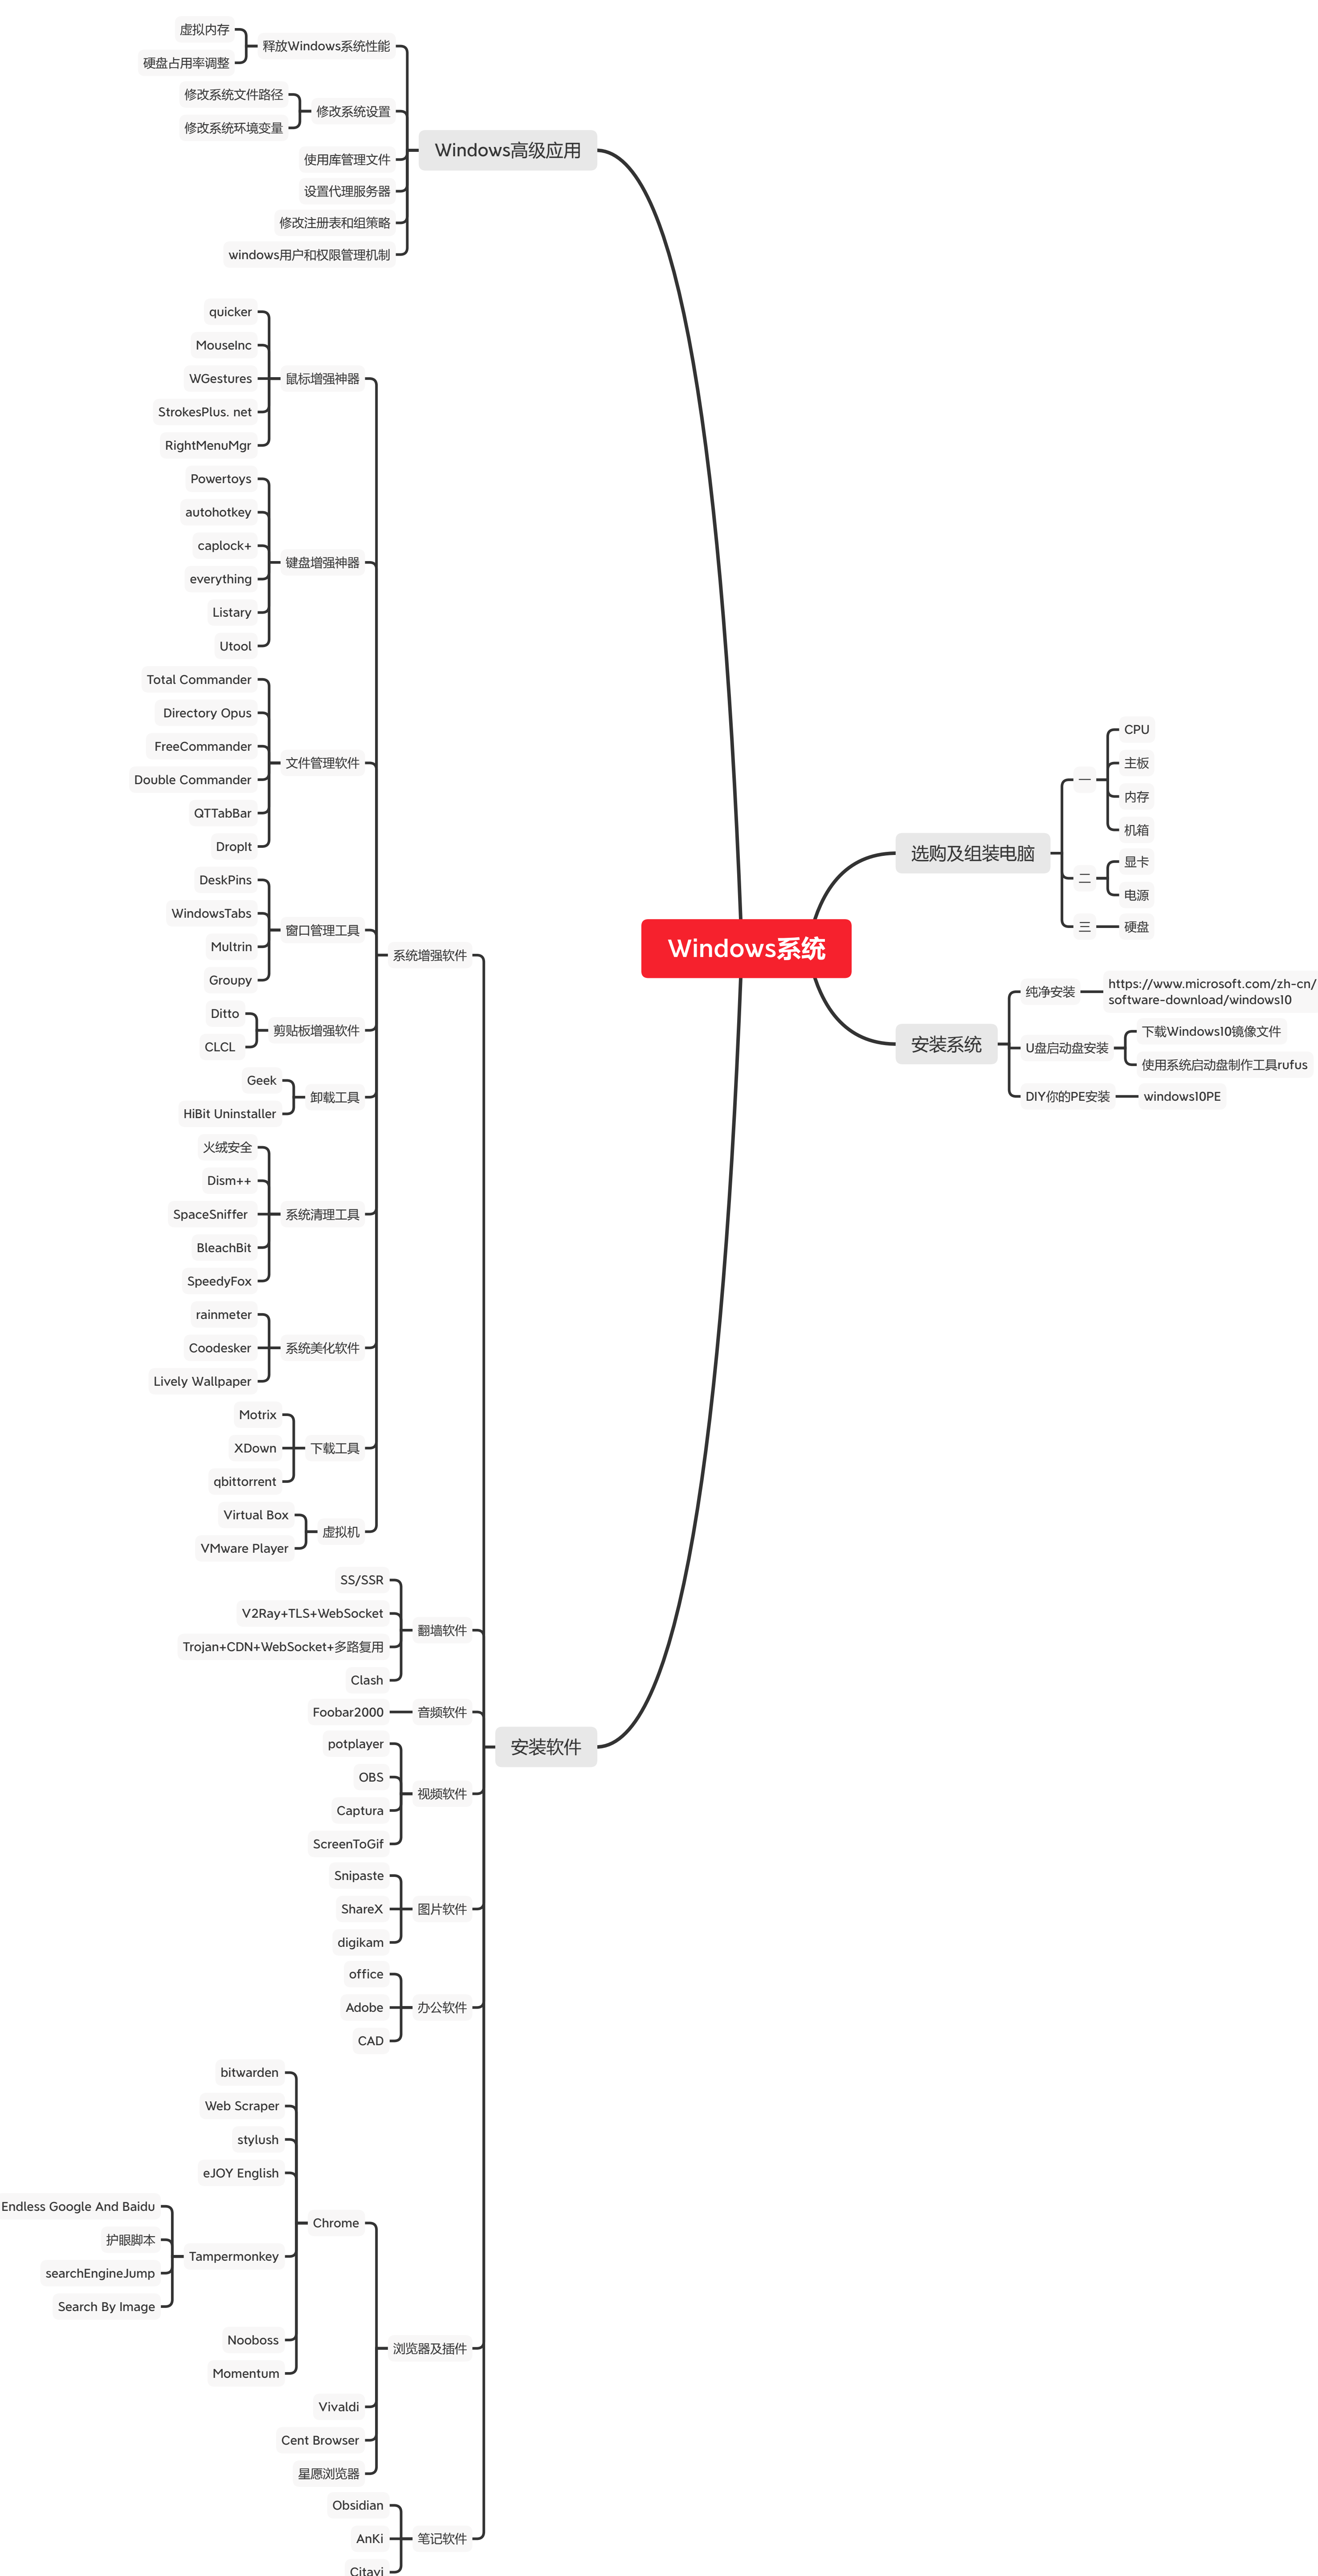 Windows系统
选购及组装电脑
一
CPU
主板
内存
机箱
二
显卡
电源
三
硬盘
安装系统
纯净安装
https://www.microsoft.com/zh-cn/
software-download/windows10
U盘启动盘安装
下载Windows10镜像文件
使用系统启动盘制作工具rufus
DIY你的PE安装
windows10PE
Windows高级应用
释放Windows系统性能
虚拟内存
硬盘占用率调整
修改系统设置
修改系统文件路径
修改系统环境变量
使用库管理文件
设置代理服务器
修改注册表和组策略
windows用户和权限管理机制
安装软件
系统增强软件
鼠标增强神器
quicker
MouseInc
WGestures
StrokesPlus. net
RightMenuMgr
键盘增强神器
Powertoys
autohotkey
caplock+
everything
Listary
Utool
文件管理软件
Total Commander
Directory Opus
FreeCommander
Double Commander
QTTabBar
DropIt
窗口管理工具
DeskPins
WindowsTabs
Multrin
Groupy
剪贴板增强软件
Ditto
CLCL
卸载工具
Geek
HiBit Uninstaller
系统清理工具
火绒安全
Dism++
SpaceSniffer
BleachBit
SpeedyFox
系统美化软件
rainmeter
Coodesker
Lively Wallpaper
下载工具
Motrix
XDown
qbittorrent
虚拟机
Virtual Box
VMware Player
翻墙软件
SS/SSR
V2Ray+TLS+WebSocket
Trojan+CDN+WebSocket+多路复用
Clash
音频软件
Foobar2000
视频软件
potplayer
OBS
Captura
ScreenToGif
图片软件
Snipaste
ShareX
digikam
办公软件
office
Adobe
CAD
浏览器及插件
Chrome
bitwarden
Web Scraper
stylush
eJOY English
Tampermonkey
Endless Google And Baidu
护眼脚本
searchEngineJump
Search By Image
Nooboss
Momentum
Vivaldi
Cent Browser
星愿浏览器
笔记软件
Obsidian
AnKi
Citavi